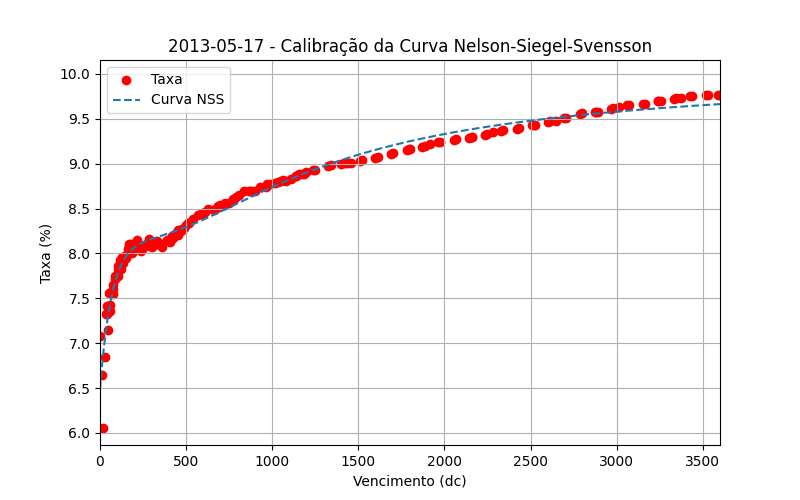 2013-05-17 - Calibração da Curva Nelson-Siegel-Svensson
Taxa
Curva NSS
Taxa (%)
10.0
9.5
9.0
8.5
8.0
7.5
7.0
6.5
6.0
0 500 1000 1500 2000 2500 3000 3500
Vencimento (dc)